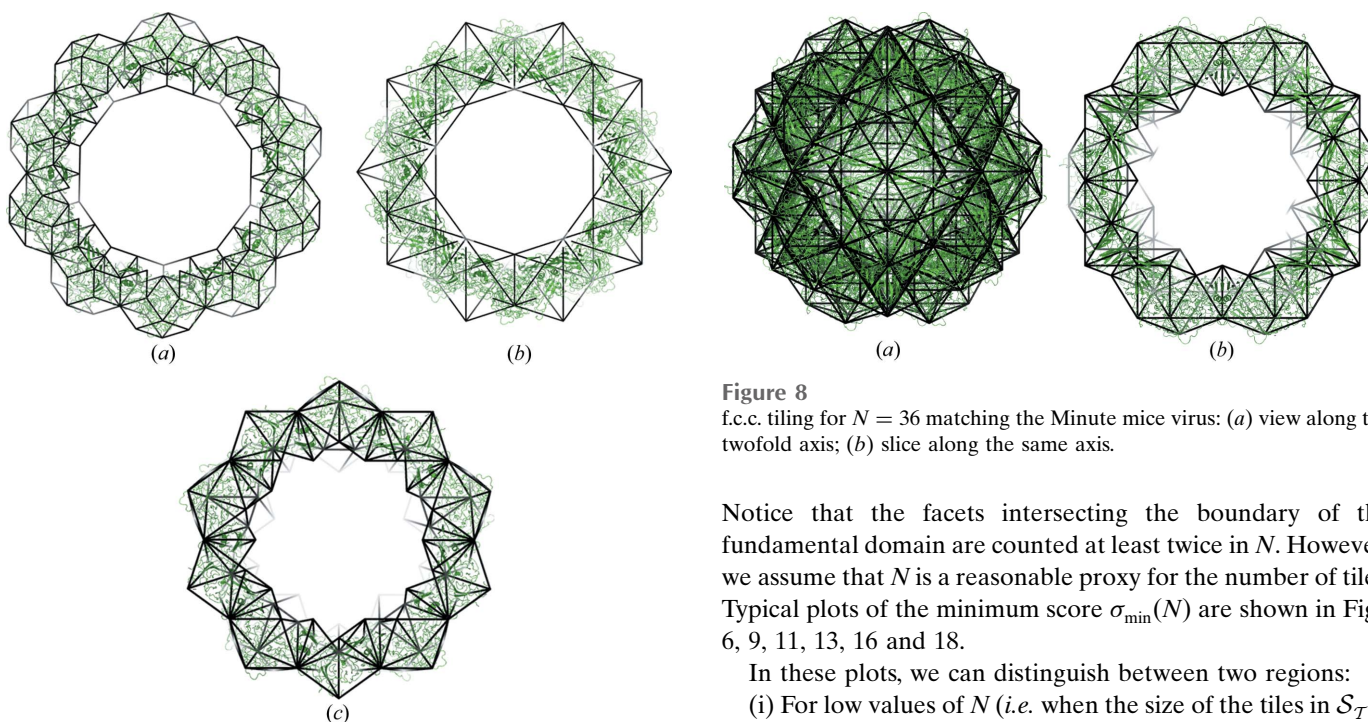 (a)
(b)
(c)
(a)
(b)
Figure 8
f.c.c. tiling for N = 36 matching the Minute mice virus: (a) view along t
twofold axis; (b) slice along the same axis.
Notice that the facets intersecting the boundary of th
fundamental domain are counted at least twice in N. However
we assume that N is a reasonable proxy for the number of tile
Typical plots of the minimum score σmin(N) are shown in Fig
6, 9, 11, 13, 16 and 18.
In these plots, we can distinguish between two regions:
(i) For low values of N (i.e. when the size of the tiles in 𝒮𝒯